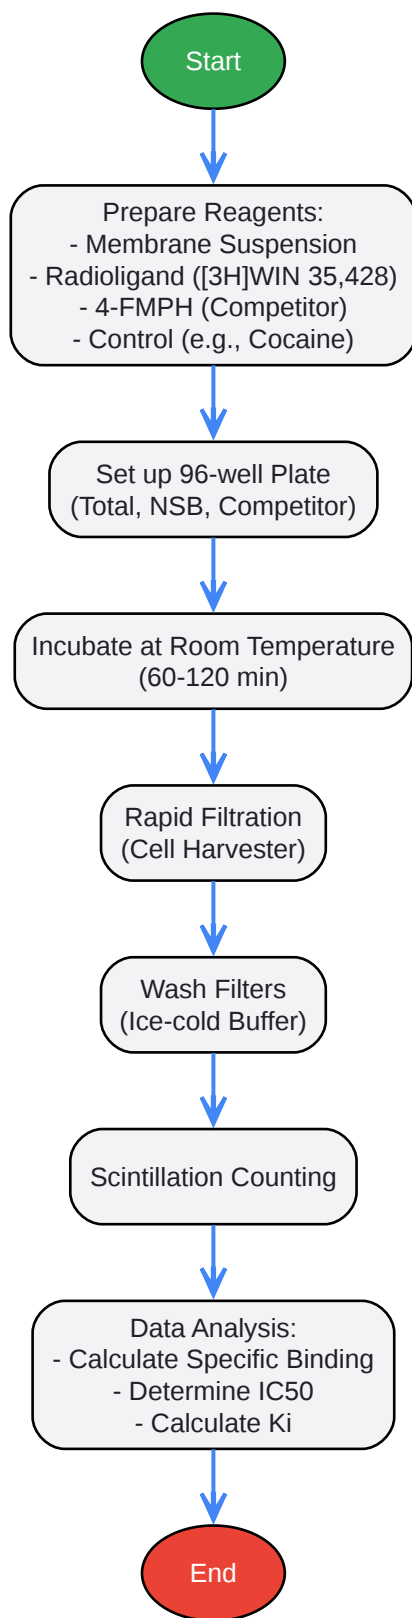 Start
Prepare Reagents:
- Membrane Suspension
- Radioligand ([3H]WIN 35,428)
- 4-FMPH (Competitor)
- Control (e.g., Cocaine)
Set up 96-well Plate
(Total, NSB, Competitor)
Incubate at Room Temperature
(60-120 min)
Rapid Filtration
(Cell Harvester)
Wash Filters
(Ice-cold Buffer)
Scintillation Counting
Data Analysis:
- Calculate Specific Binding
- Determine IC50
- Calculate Ki
End